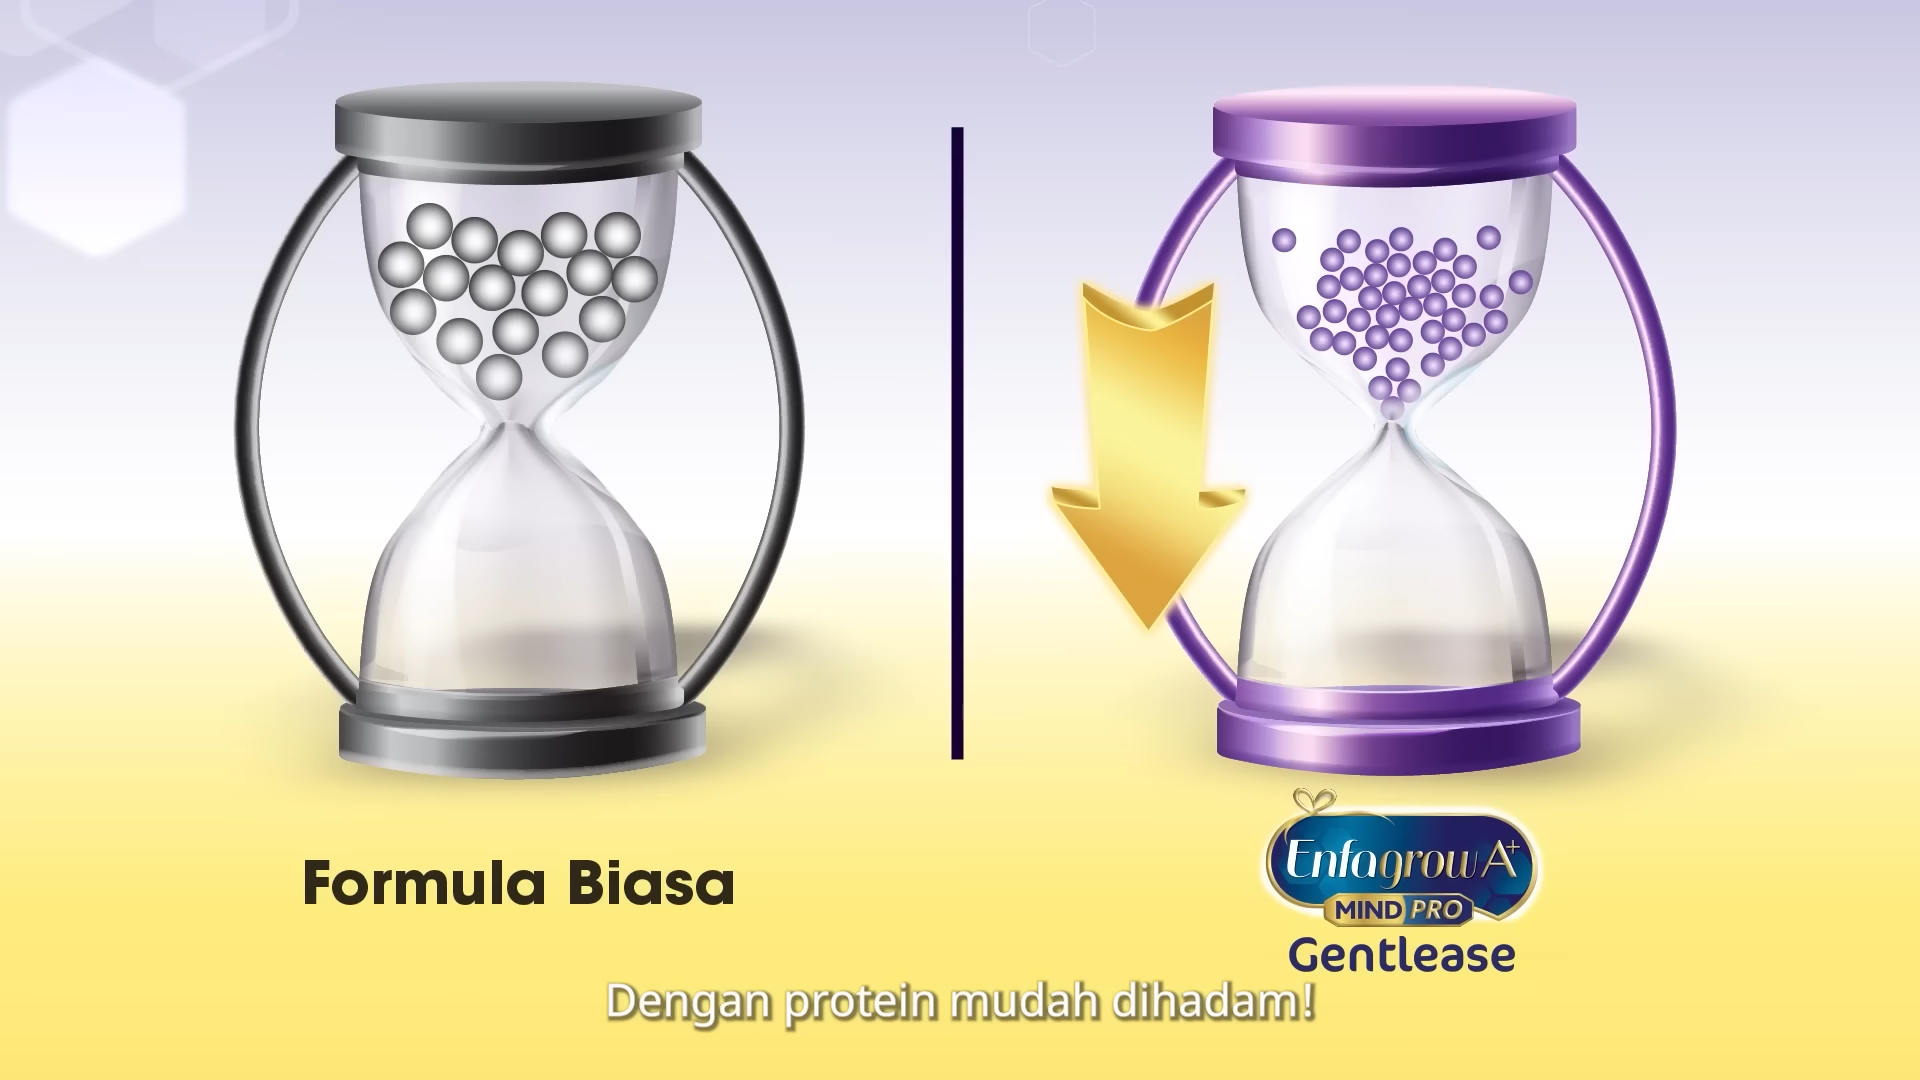 Formula Biasa
Enfagrow A+
MIND PRO
Gentlease
Dengan protein mudah dihadam!